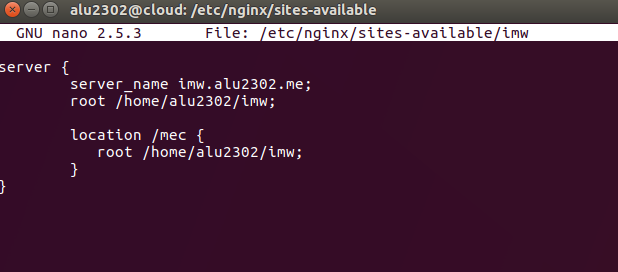 alu2302@cloud: /etc/nginx/sites-available
GNU nano 2.5.3 File: /etc/nginx/sites-available/imw
server {
server_name imw.alu2302.me;
root /home/alu2302/imw;
location /mec {
root /home/alu2302/imw;
}
}